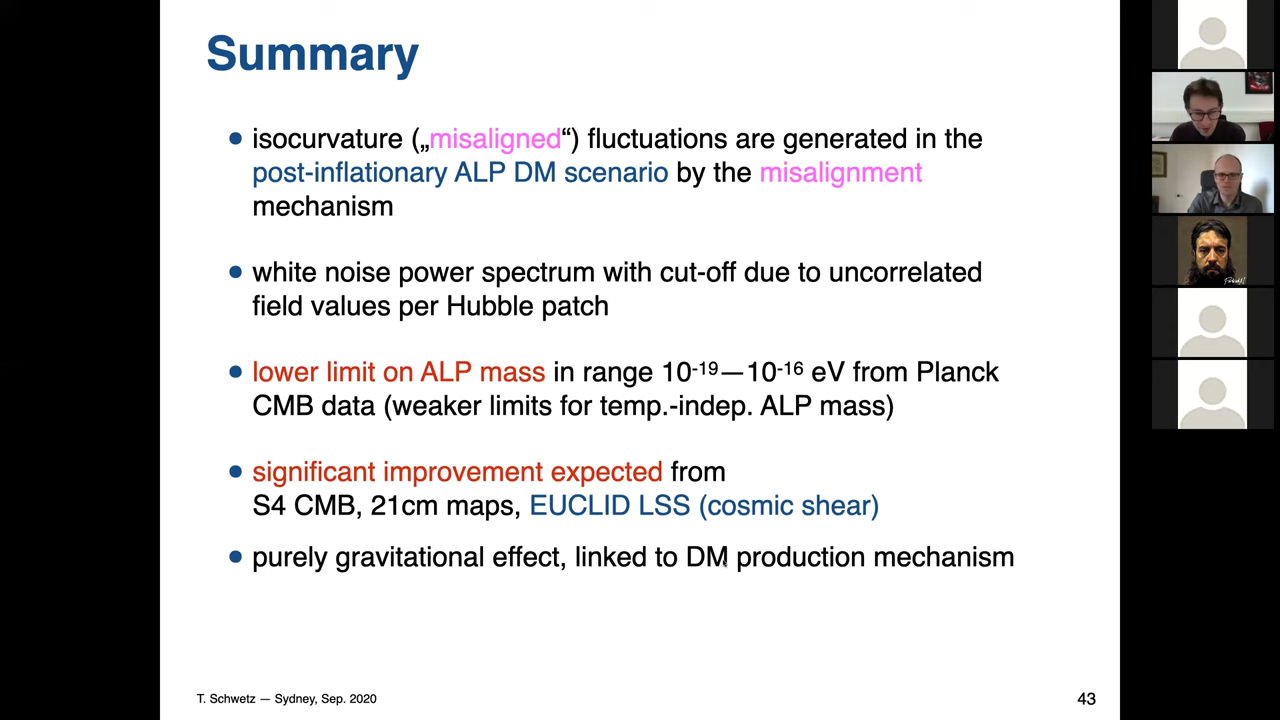 Summary
• isocurvature („misaligned“) fluctuations are generated in the
post-inflationary ALP DM scenario by the misalignment
mechanism
• white noise power spectrum with cut-off due to uncorrelated
field values per Hubble patch
• lower limit on ALP mass in range 10⁻¹⁹—10⁻¹⁶ eV from Planck
CMB data (weaker limits for temp.-indep. ALP mass)
• significant improvement expected from
S4 CMB, 21cm maps, EUCLID LSS (cosmic shear)
• purely gravitational effect, linked to DM production mechanism
T. Schwetz — Sydney, Sep. 2020
43